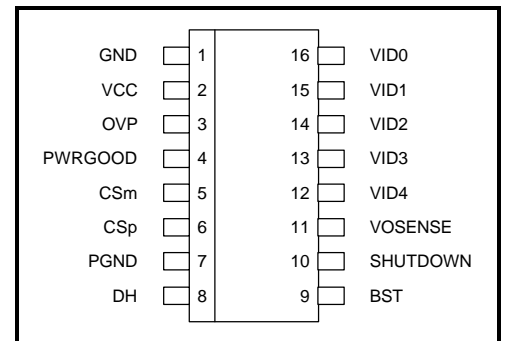 GND 1 16 VID0
VCC 2 15 VID1
OVP 3 14 VID2
PWRGOOD 4 13 VID3
CSm 5 12 VID4
CSp 6 11 VOSENSE
PGND 7 10 SHUTDOWN
DH 8 9 BST